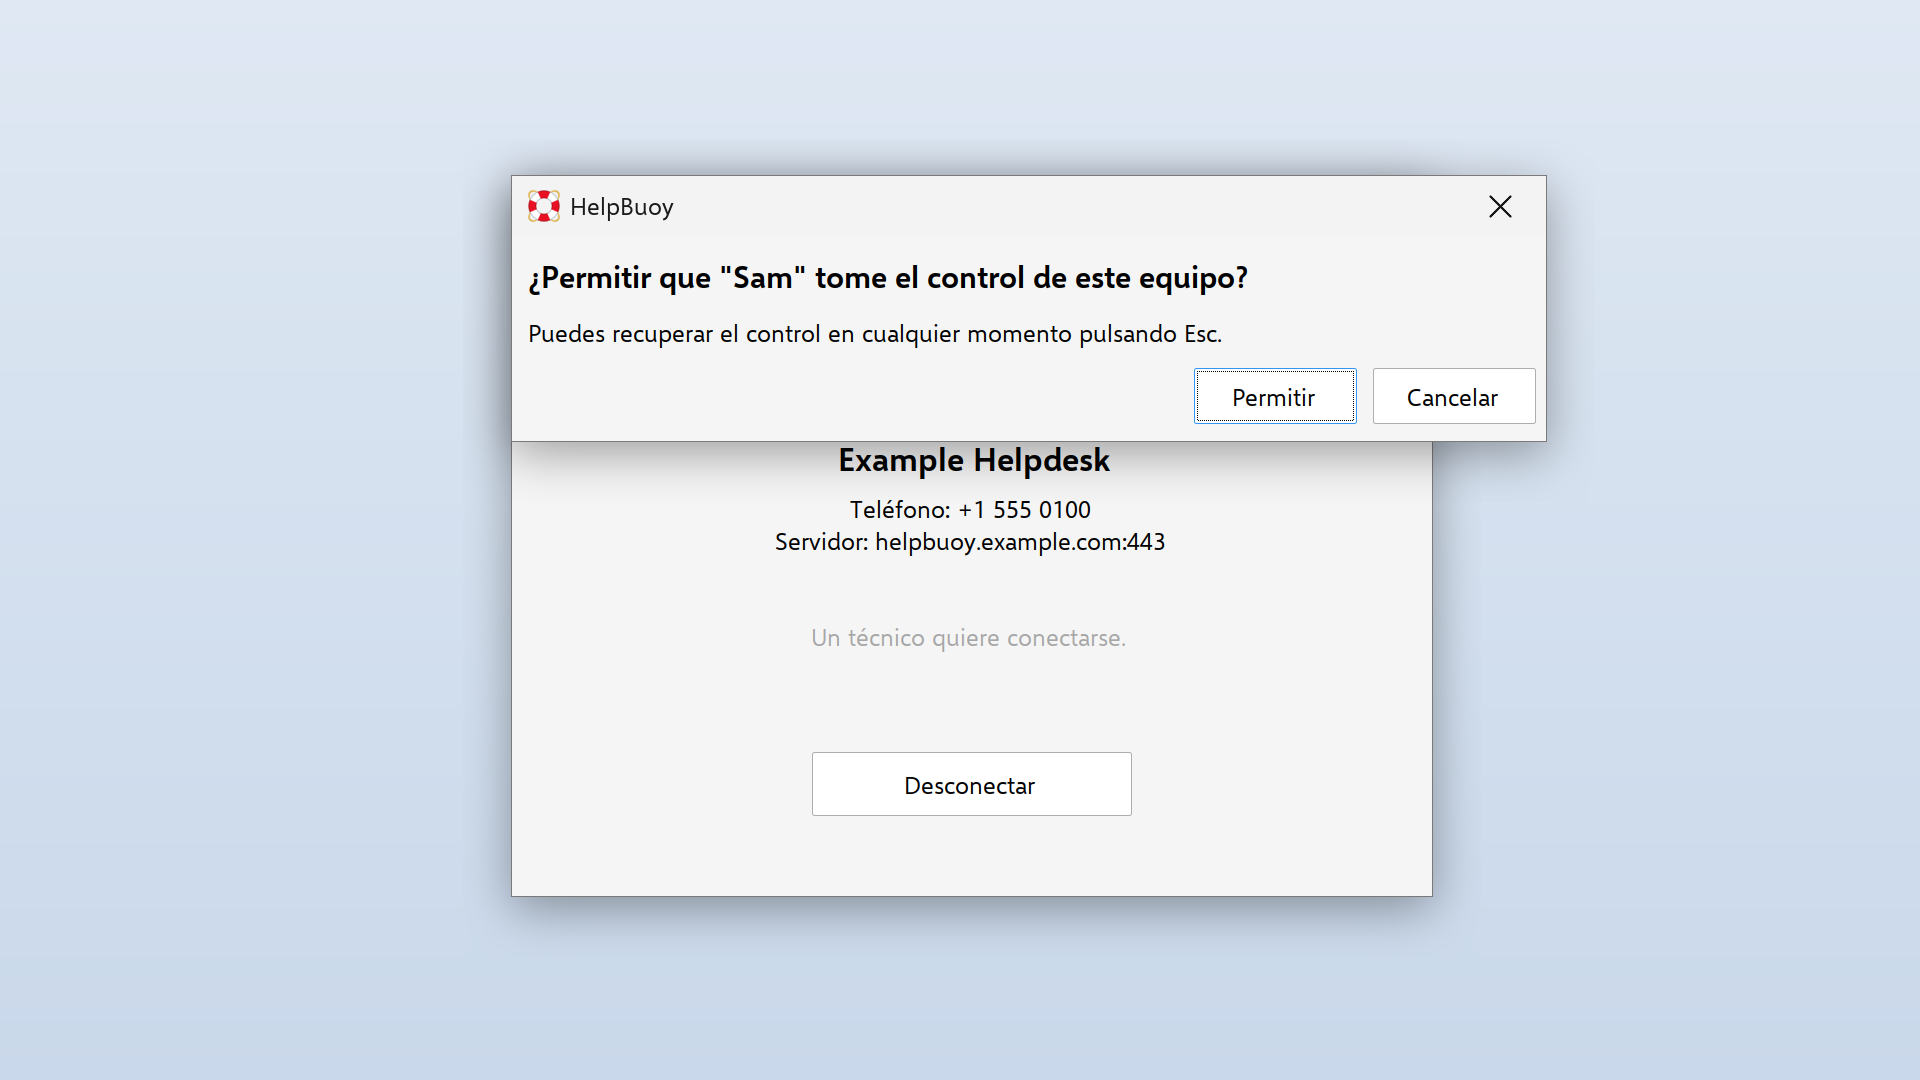 HelpBuoy
¿Permitir que "Sam" tome el control de este equipo?
Puedes recuperar el control en cualquier momento pulsando Esc.
Permitir
Cancelar
Example Helpdesk
Teléfono: +1 555 0100
Servidor: helpbuoy.example.com:443
Un técnico quiere conectarse.
Desconectar